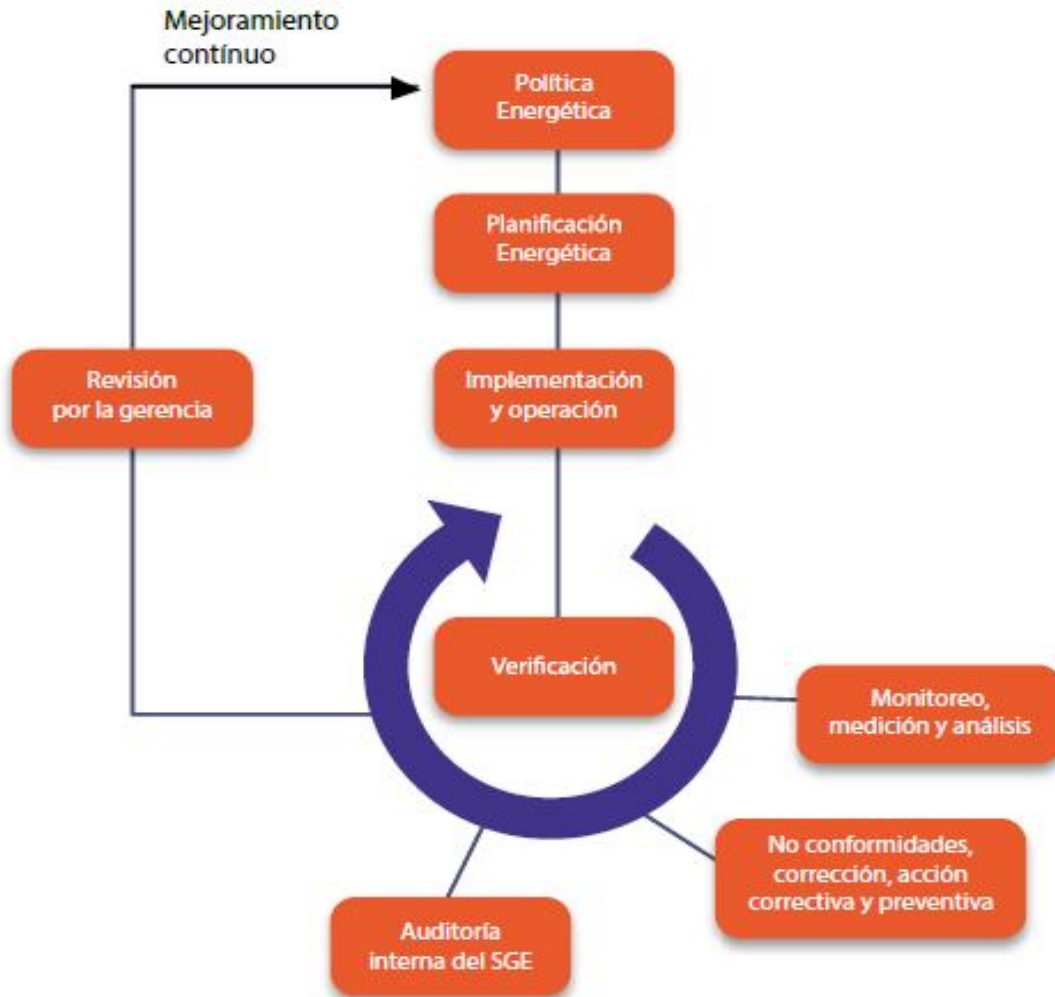 Mejoramiento
contínuo
Política
Energética
Planificación
Energética
Revisión
por la gerencia
Implementación
y operación
Verificación
Monitoreo,
medición y análisis
No conformidades,
corrección, acción
correctiva y preventiva
Auditoría
interna del SGE